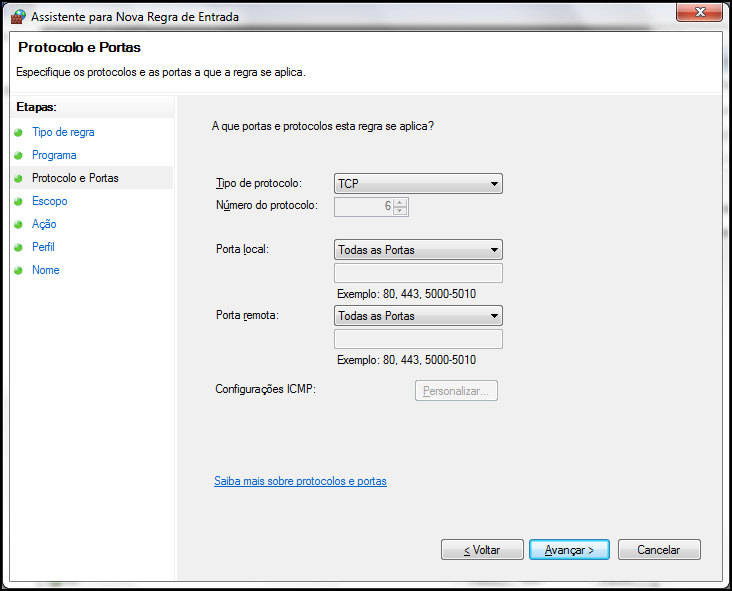 Assistente para Nova Regra de Entrada
Protocolo e Portas
Especifique os protocolos e as portas a que a regra se aplica.
Etapas:
Tipo de regra
Programa
Protocolo e Portas
Escopo
Ação
Perfil
Nome
A que portas e protocolos esta regra se aplica?
Tipo de protocolo: TCP
Número do protocolo: 6
Porta local: Todas as Portas
Exemplo: 80, 443, 5000-5010
Porta remota: Todas as Portas
Exemplo: 80, 443, 5000-5010
Configurações ICMP: Personalizar...
Saiba mais sobre protocolos e portas
< Voltar Avançar > Cancelar